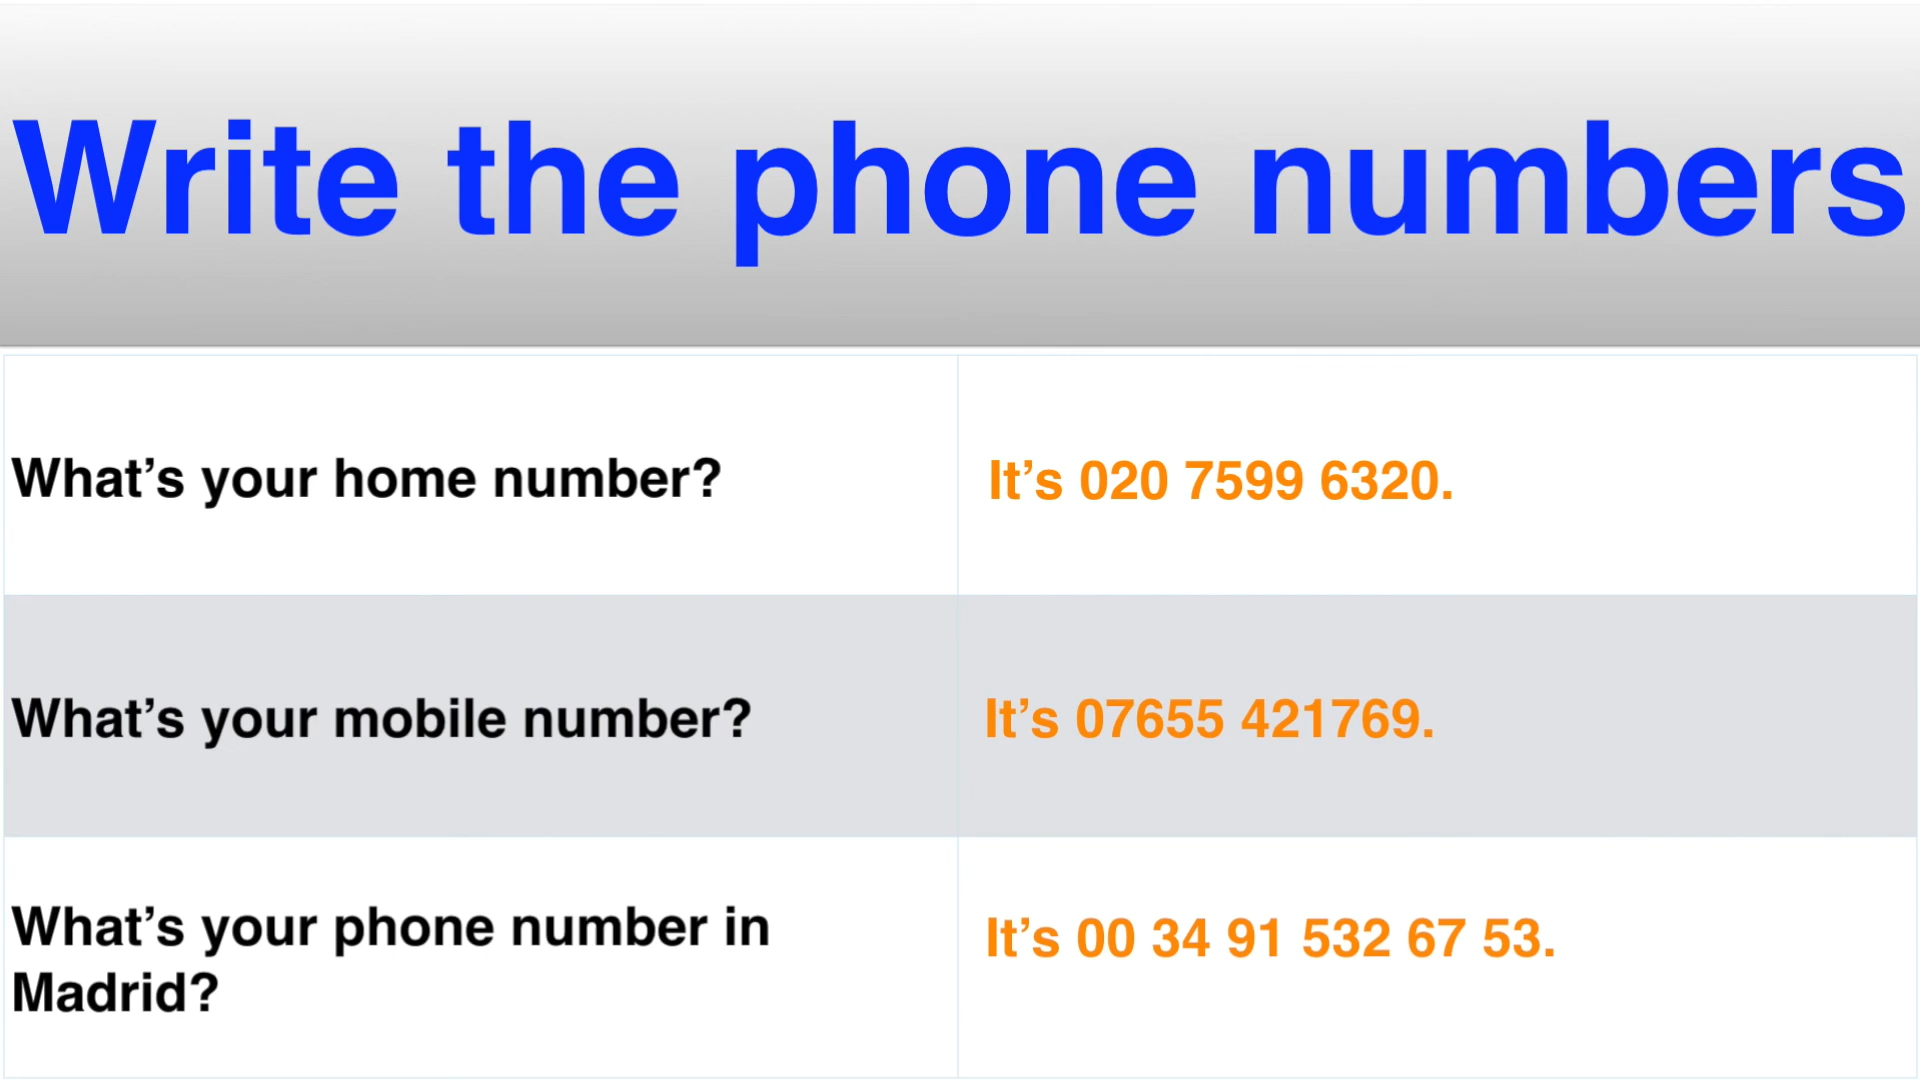 Write the phone numbers
What’s your home number?
It’s 020 7599 6320.
What’s your mobile number?
It’s 07655 421769.
What’s your phone number in
Madrid?
It’s 00 34 91 532 67 53.